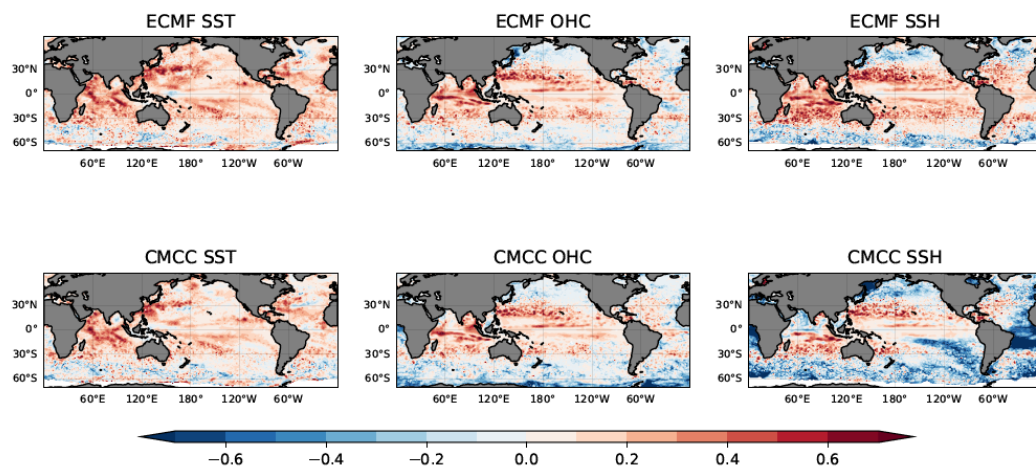 ECMF SST ECMF OHC ECMF SSH
30°N 30°N 30°N
0° 0° 0°
30°S 30°S 30°S
60°S 60°S 60°S
60°E 120°E 180° 120°W 60°W 60°E 120°E 180° 120°W 60°W 60°E 120°E 180° 120°W 60°W
CMCC SST CMCC OHC CMCC SSH
30°N 30°N 30°N
0° 0° 0°
30°S 30°S 30°S
60°S 60°S 60°S
60°E 120°E 180° 120°W 60°W 60°E 120°E 180° 120°W 60°W 60°E 120°E 180° 120°W 60°W
−0.6 −0.4 −0.2 0.0 0.2 0.4 0.6